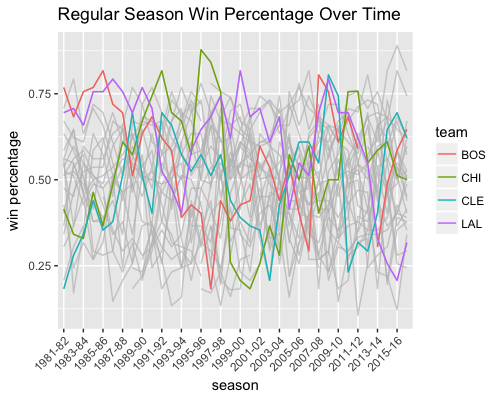 Regular Season Win Percentage Over Time
win percentage
0.75
0.50
0.25
1981-82
1983-84
1985-86
1987-88
1989-90
1991-92
1993-94
1995-96
1997-98
1999-00
2001-02
2003-04
2005-06
2007-08
2009-10
2011-12
2013-14
2015-16
season
team
BOS
CHI
CLE
LAL